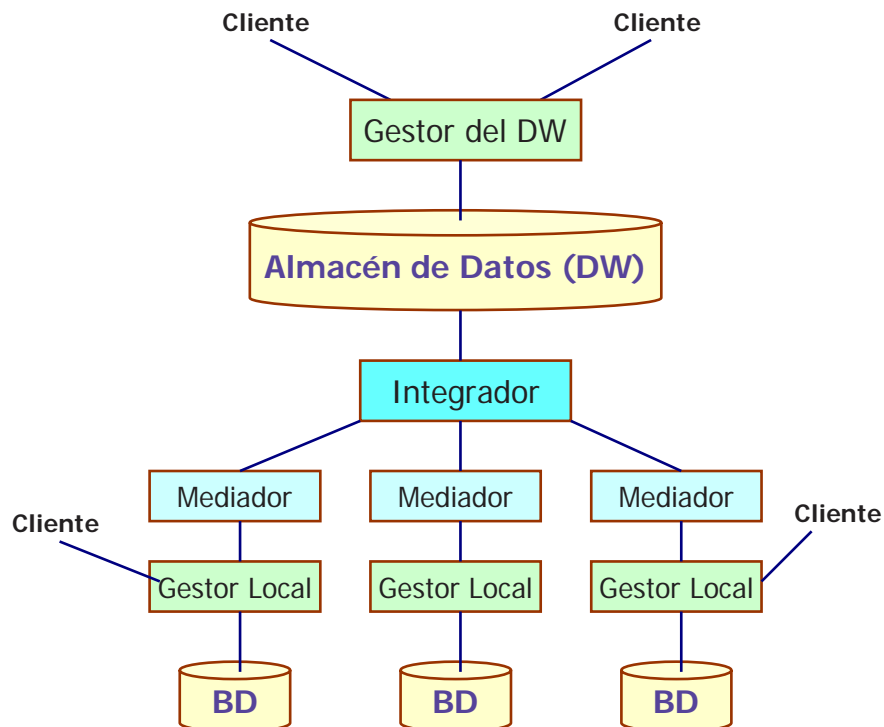 Cliente
Cliente
Gestor del DW
Almacén de Datos (DW)
Integrador
Mediador
Mediador
Mediador
Cliente
Cliente
Gestor Local
Gestor Local
Gestor Local
BD
BD
BD